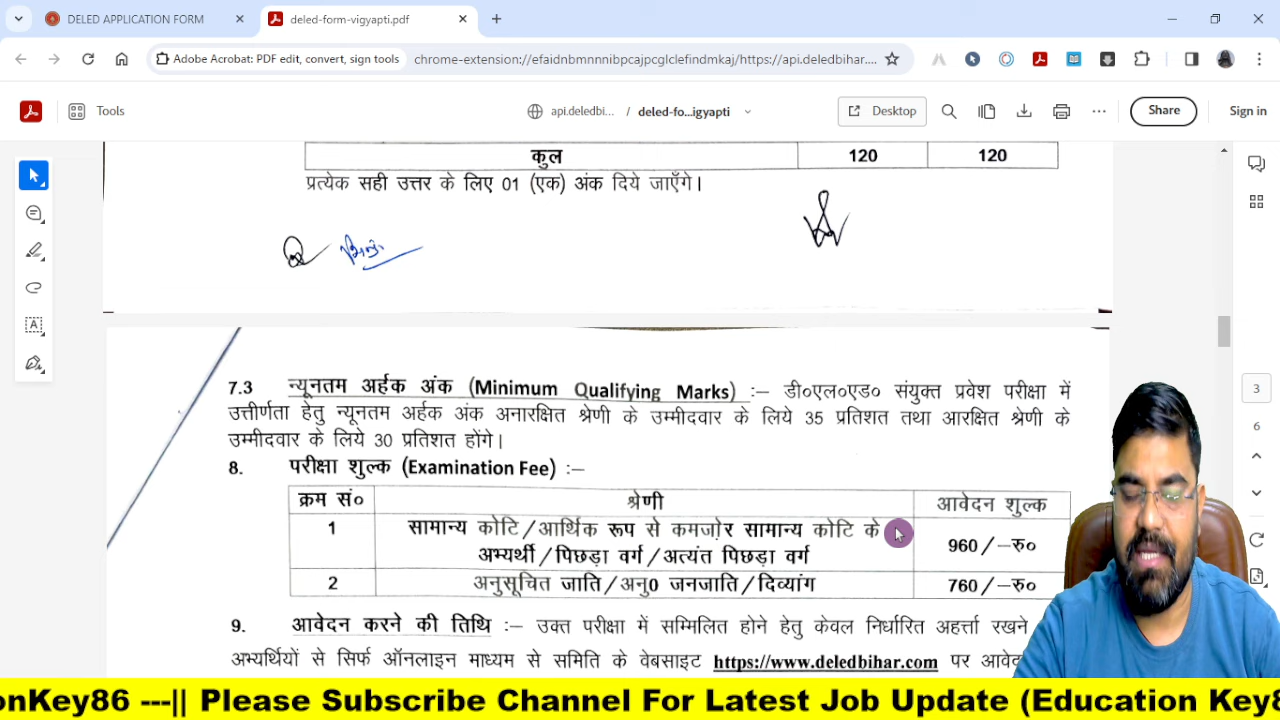 DELED APPLICATION FORM
deled-form-vigyapti.pdf
Adobe Acrobat: PDF edit, convert, sign tools
chrome-extension://efaidnbmnnnibpcajpcglclefindmkaj/https://api.deledbihar....
Tools
api.deledbi...
/ deled-fo...igyapti
Desktop
Share
Sign in
कुल 120 120
प्रत्येक सही उत्तर के लिए 01 (एक) अंक दिये जाएँगे।
7.3 न्यूनतम अर्हक अंक (Minimum Qualifying Marks) :– डी०एल०एड० संयुक्त प्रवेश परीक्षा में
उत्तीर्णता हेतु न्यूनतम अर्हक अंक अनारक्षित श्रेणी के उम्मीदवार के लिये 35 प्रतिशत तथा आरक्षित श्रेणी के
उम्मीदवार के लिये 30 प्रतिशत होंगे।
8. परीक्षा शुल्क (Examination Fee) :–
क्रम सं० श्रेणी आवेदन शुल्क
1 सामान्य कोटि/आर्थिक रूप से कमजो़र सामान्य कोटि के
अभ्यर्थी/पिछड़ा वर्ग/अत्यंत पिछड़ा वर्ग 960/–रु०
2 अनुसूचित जाति/अनु0 जनजाति/दिव्यांग 760/–रु०
9. आवेदन करने की तिथि :– उक्त परीक्षा में सम्मिलित होने हेतु केवल निर्धारित अहर्त्ता रखने
अभ्यर्थियों से सिर्फ ऑनलाइन माध्यम से समिति के वेबसाइट https://www.deledbihar.com पर आवेद
3
6
onKey86 ---|| Please Subscribe Channel For Latest Job Update (Education Key8